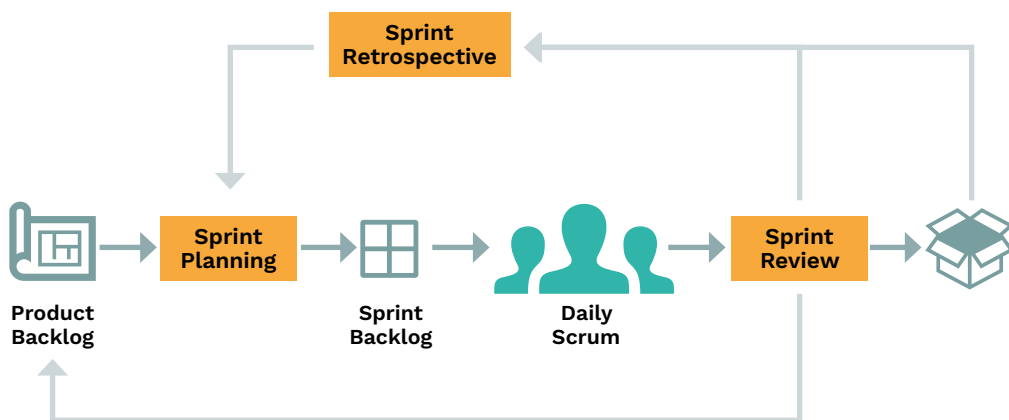 Sprint
Retrospective
Sprint
Planning
Sprint
Review
Product
Backlog
Sprint
Backlog
Daily
Scrum